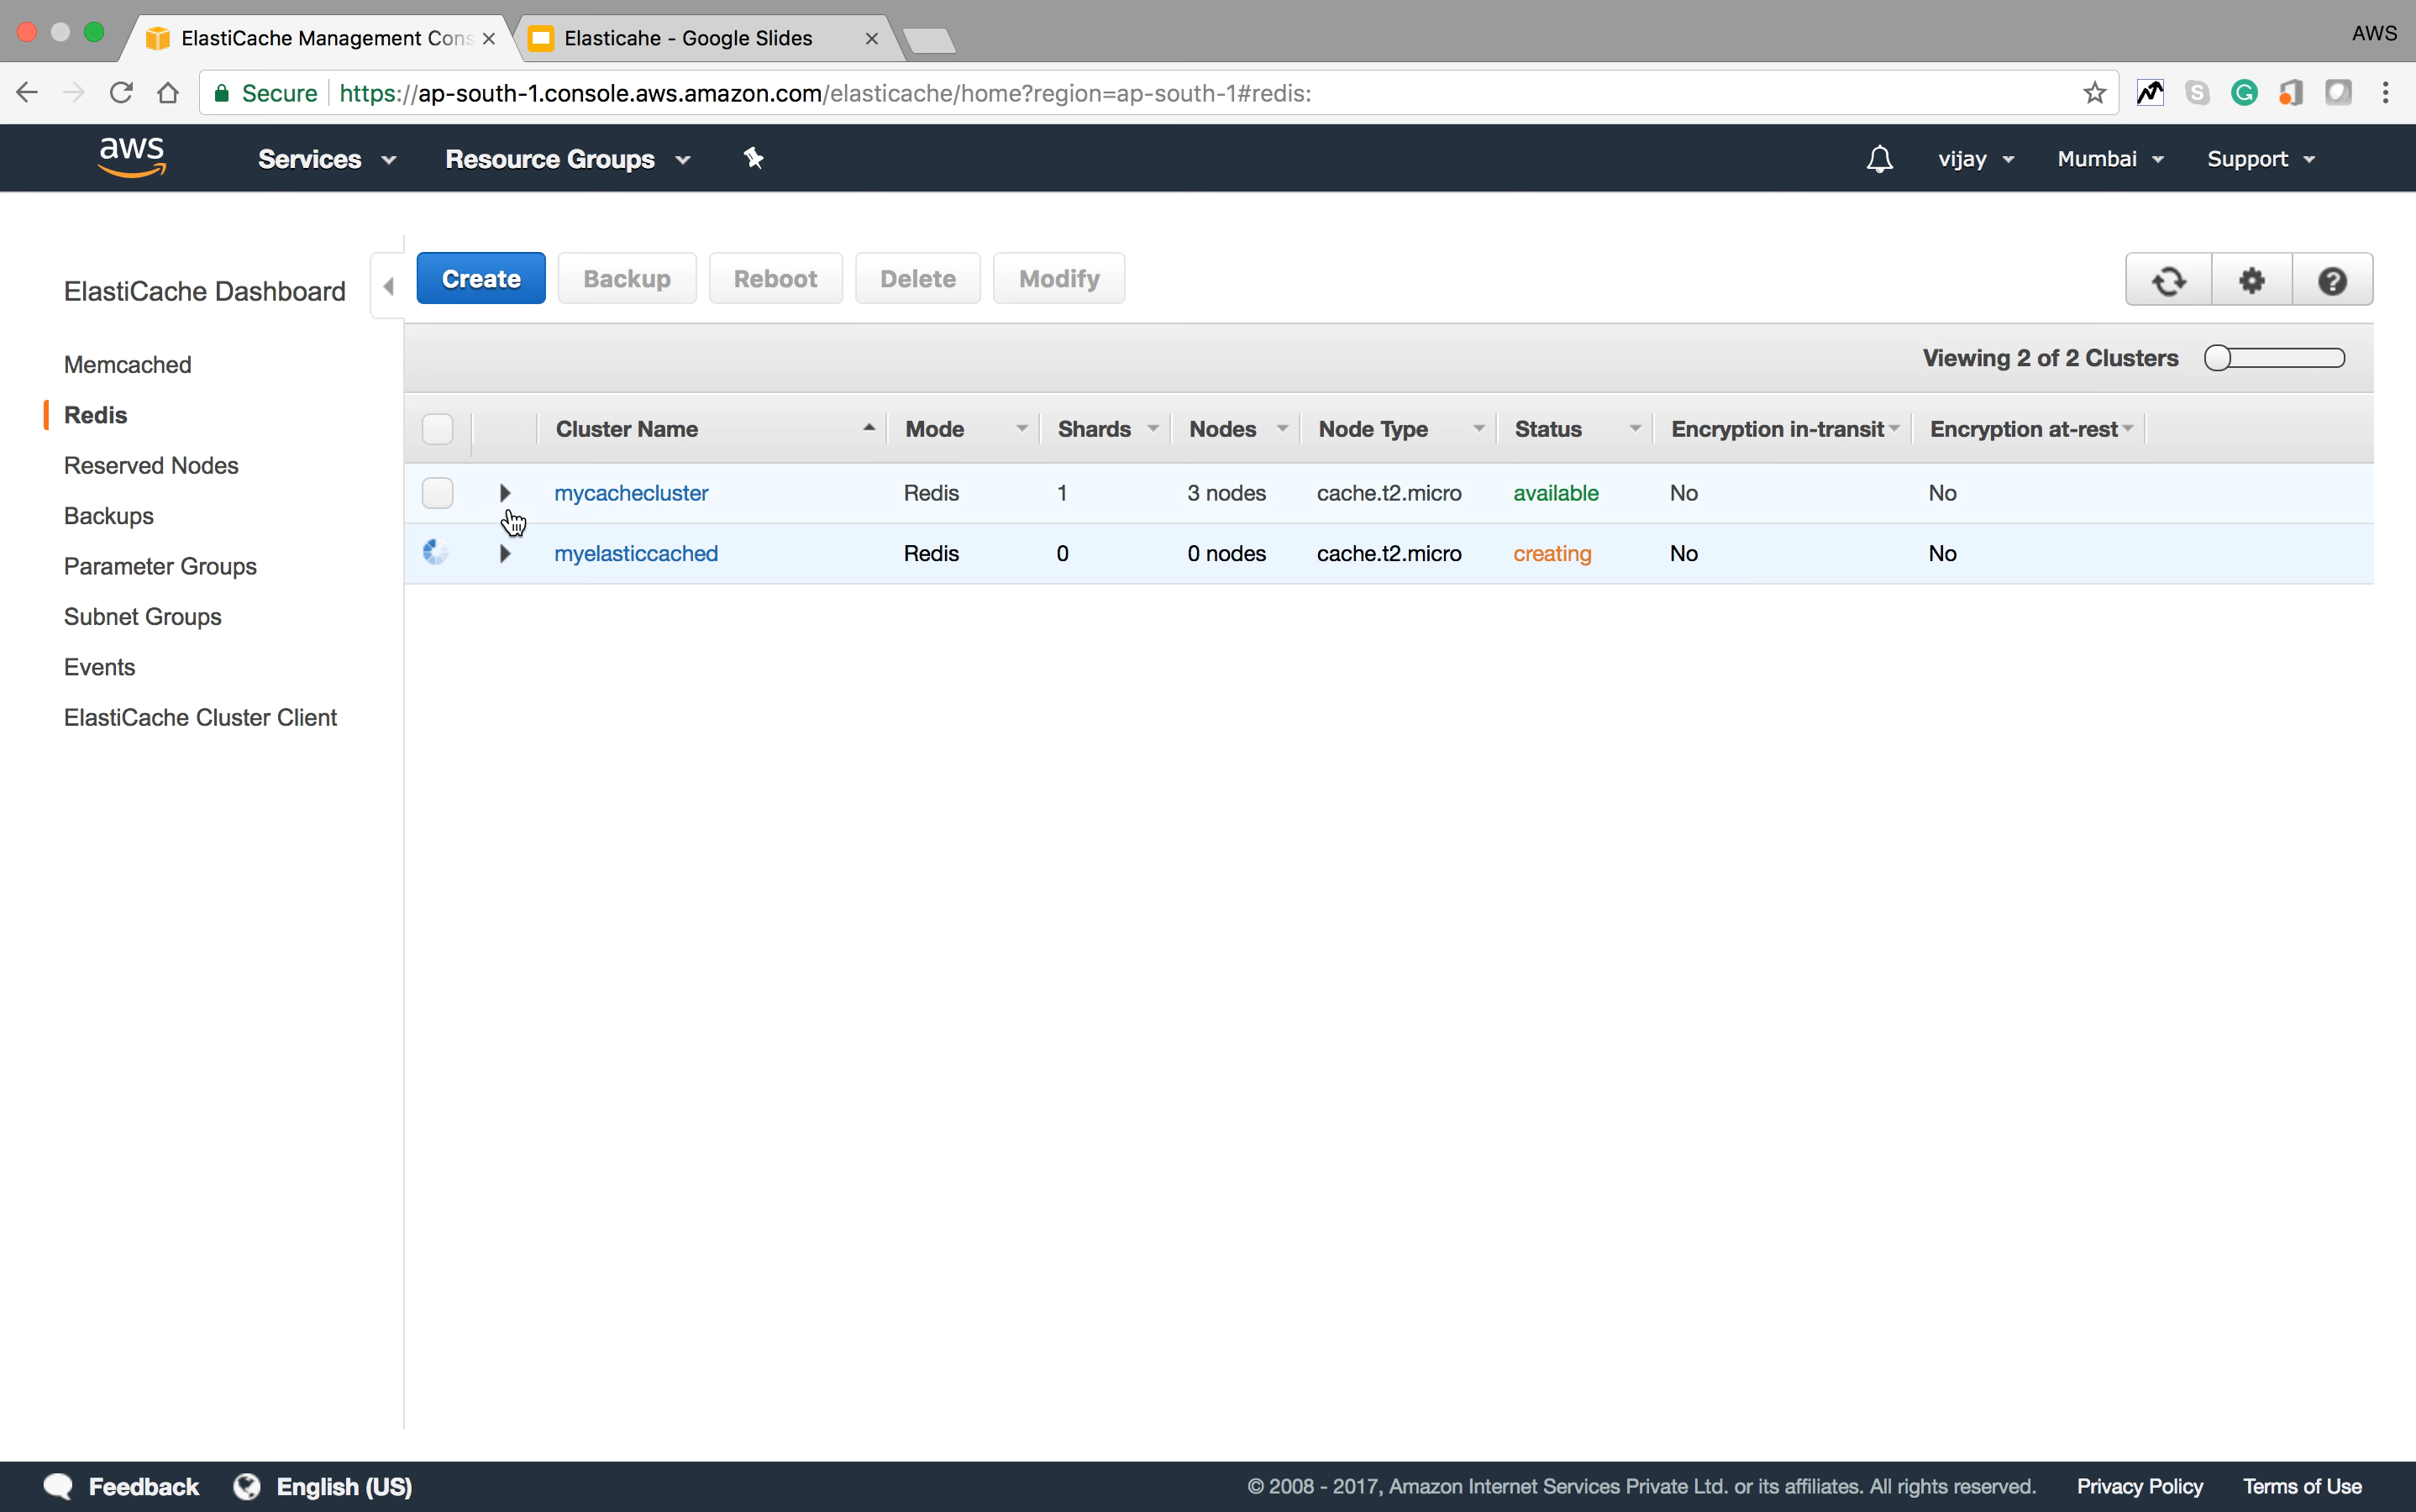 ElastiCache Management Cons
Elasticahe - Google Slides
AWS
Secure
https://ap-south-1.console.aws.amazon.com/elasticache/home?region=ap-south-1#redis:
aws
Services
Resource Groups
vijay
Mumbai
Support
ElastiCache Dashboard
Memcached
Redis
Reserved Nodes
Backups
Parameter Groups
Subnet Groups
Events
ElastiCache Cluster Client
Create
Backup
Reboot
Delete
Modify
Viewing 2 of 2 Clusters
Cluster Name Mode Shards Nodes Node Type Status Encryption in-transit Encryption at-rest
mycachecluster Redis 1 3 nodes cache.t2.micro available No No
myelasticcached Redis 0 0 nodes cache.t2.micro creating No No
Feedback
English (US)
© 2008 - 2017, Amazon Internet Services Private Ltd. or its affiliates. All rights reserved.
Privacy Policy
Terms of Use